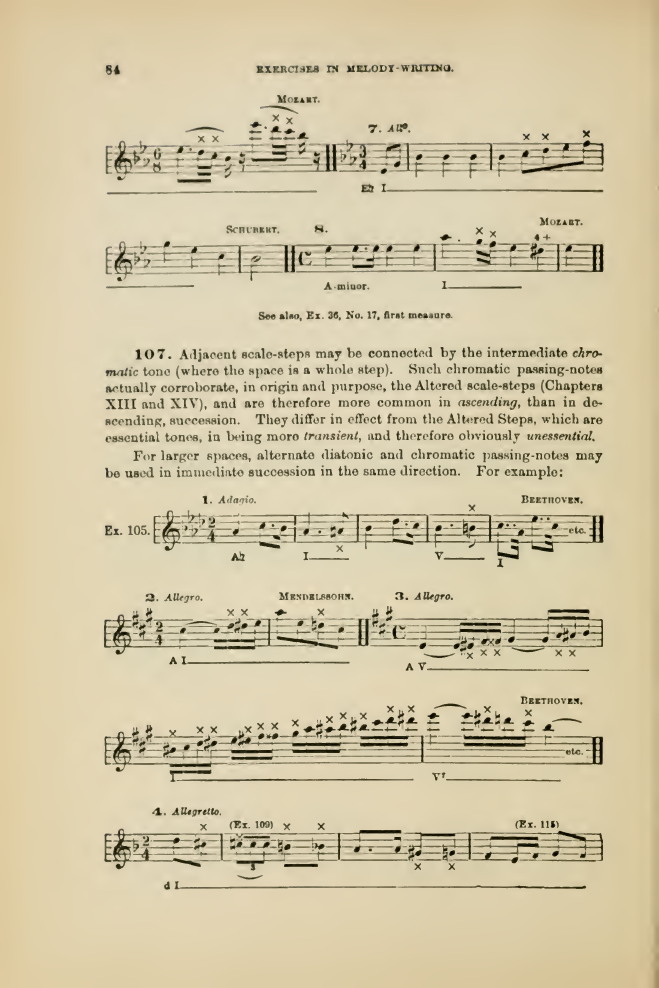 84 EXERCISES IN MELODY-WRITING.
MOZART.
7. All°.
E♭ I
SCHUBERT. 8. MOZART.
4 +
A-minor. I
See also, Ex. 36, No. 17, first measure.
107. Adjacent scale-steps may be connected by the intermediate chro-
matic tone (where the space is a whole step). Such chromatic passing-notes
actually corroborate, in origin and purpose, the Altered scale-steps (Chapters
XIII and XIV), and are therefore more common in ascending, than in de-
scending, succession. They differ in effect from the Altered Steps, which are
essential tones, in being more transient, and therefore obviously unessential.
For larger spaces, alternate diatonic and chromatic passing-notes may
be used in immediate succession in the same direction. For example:
1. Adagio. BEETHOVEN.
Ex. 105. etc.
A♭ I V I
2. Allegro. MENDELSSOHN. 3. Allegro.
A I A V
BEETHOVEN.
etc.
I V⁷
4. Allegretto.
(Ex. 109) (Ex. 115)
3
d I